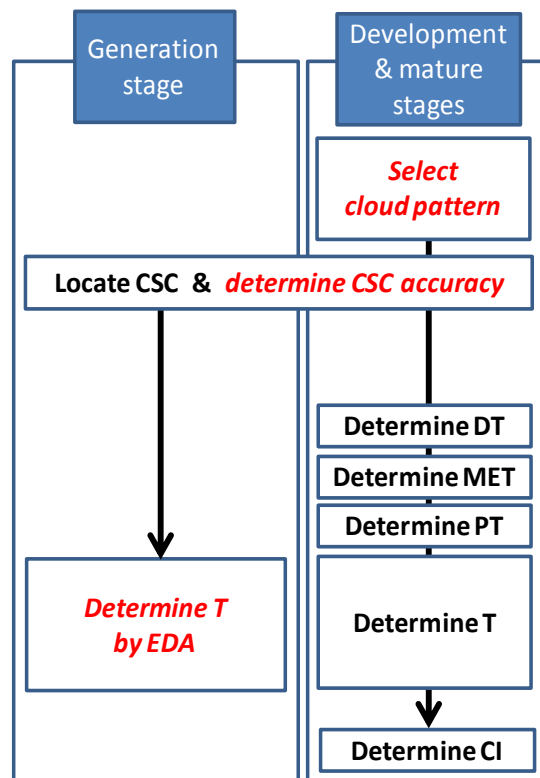 Generation
stage
Development
& mature
stages
Select
cloud pattern
Locate CSC & determine CSC accuracy
Determine DT
Determine MET
Determine PT
Determine T
by EDA
Determine T
Determine CI